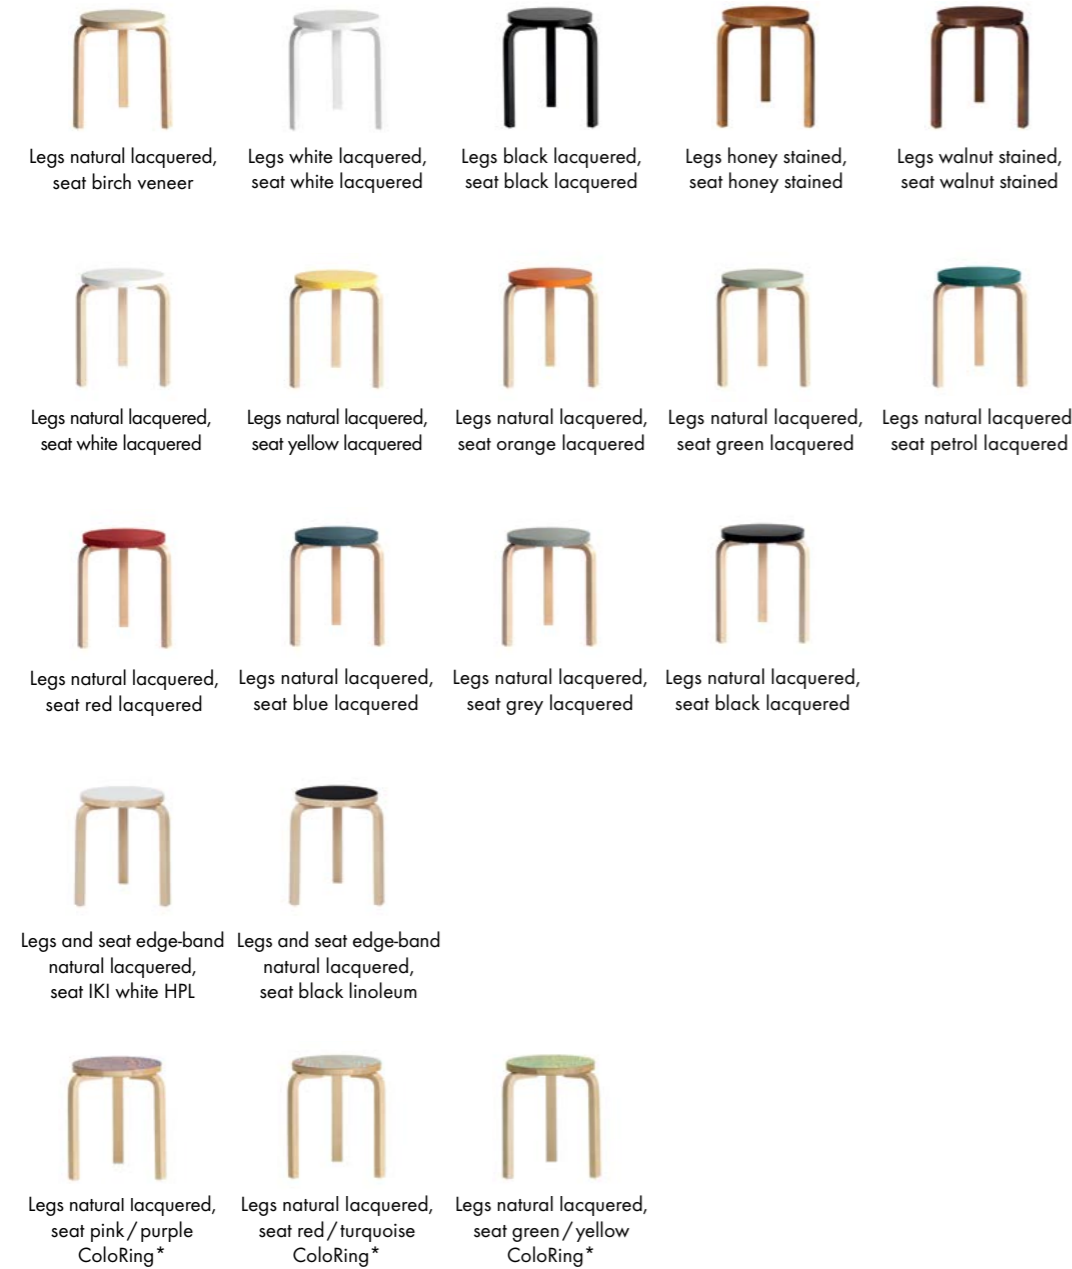 Legs natural lacquered,
seat birch veneer
Legs white lacquered,
seat white lacquered
Legs black lacquered,
seat black lacquered
Legs honey stained,
seat honey stained
Legs walnut stained,
seat walnut stained
Legs natural lacquered,
seat white lacquered
Legs natural lacquered,
seat yellow lacquered
Legs natural lacquered,
seat orange lacquered
Legs natural lacquered,
seat green lacquered
Legs natural lacquered
seat petrol lacquered
Legs natural lacquered,
seat red lacquered
Legs natural lacquered,
seat blue lacquered
Legs natural lacquered,
seat grey lacquered
Legs natural lacquered,
seat black lacquered
Legs and seat edge-band
natural lacquered,
seat IKI white HPL
Legs and seat edge-band
natural lacquered,
seat black linoleum
Legs natural lacquered,
seat pink/purple
ColoRing*
Legs natural lacquered,
seat red/turquoise
ColoRing*
Legs natural lacquered,
seat green/yellow
ColoRing*